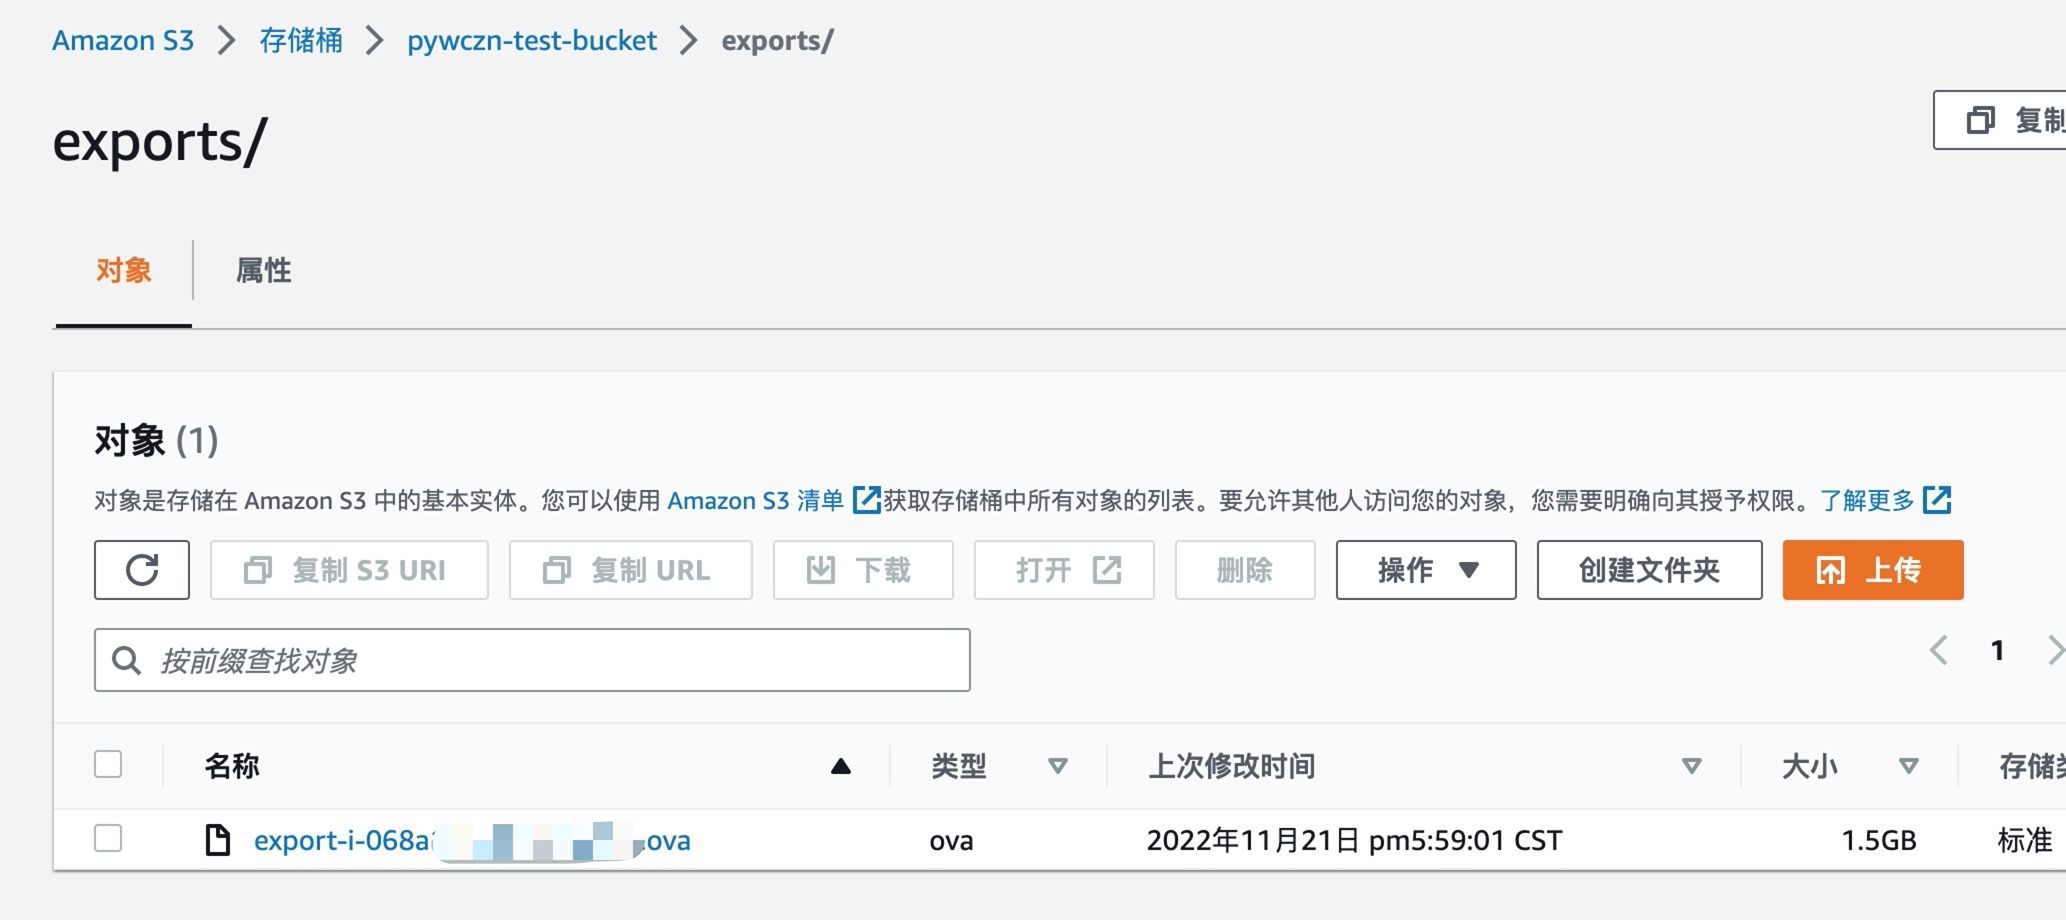 Amazon S3 > 存储桶 > pywczn-test-bucket > exports/
exports/
复制
对象 属性
对象 (1)
对象是存储在 Amazon S3 中的基本实体。您可以使用 Amazon S3 清单 获取存储桶中所有对象的列表。要允许其他人访问您的对象，您需要明确向其授予权限。了解更多
复制 S3 URI 复制 URL 下载 打开 删除 操作 创建文件夹 上传
按前缀查找对象
1
名称 类型 上次修改时间 大小 存储类
export-i-068a .ova ova 2022年11月21日 pm5:59:01 CST 1.5GB 标准